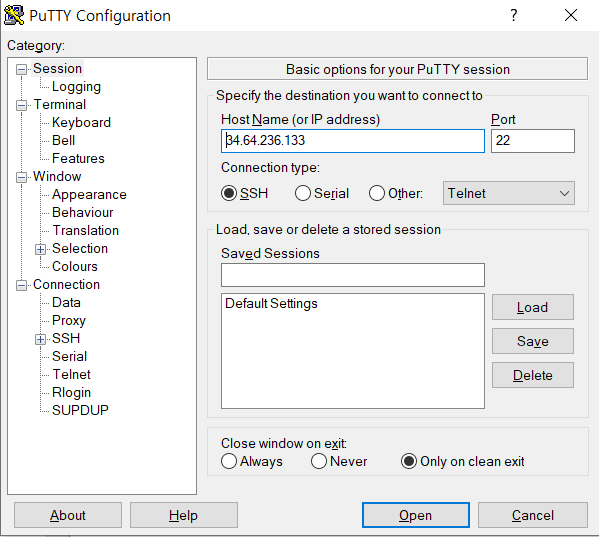 PuTTY Configuration
? ×
Category:
Session
Logging
Terminal
Keyboard
Bell
Features
Window
Appearance
Behaviour
Translation
Selection
Colours
Connection
Data
Proxy
SSH
Serial
Telnet
Rlogin
SUPDUP
Basic options for your PuTTY session
Specify the destination you want to connect to
Host Name (or IP address) Port
34.64.236.133 22
Connection type:
SSH Serial Other: Telnet
Load, save or delete a stored session
Saved Sessions
Default Settings
Load
Save
Delete
Close window on exit:
Always Never Only on clean exit
About Help Open Cancel